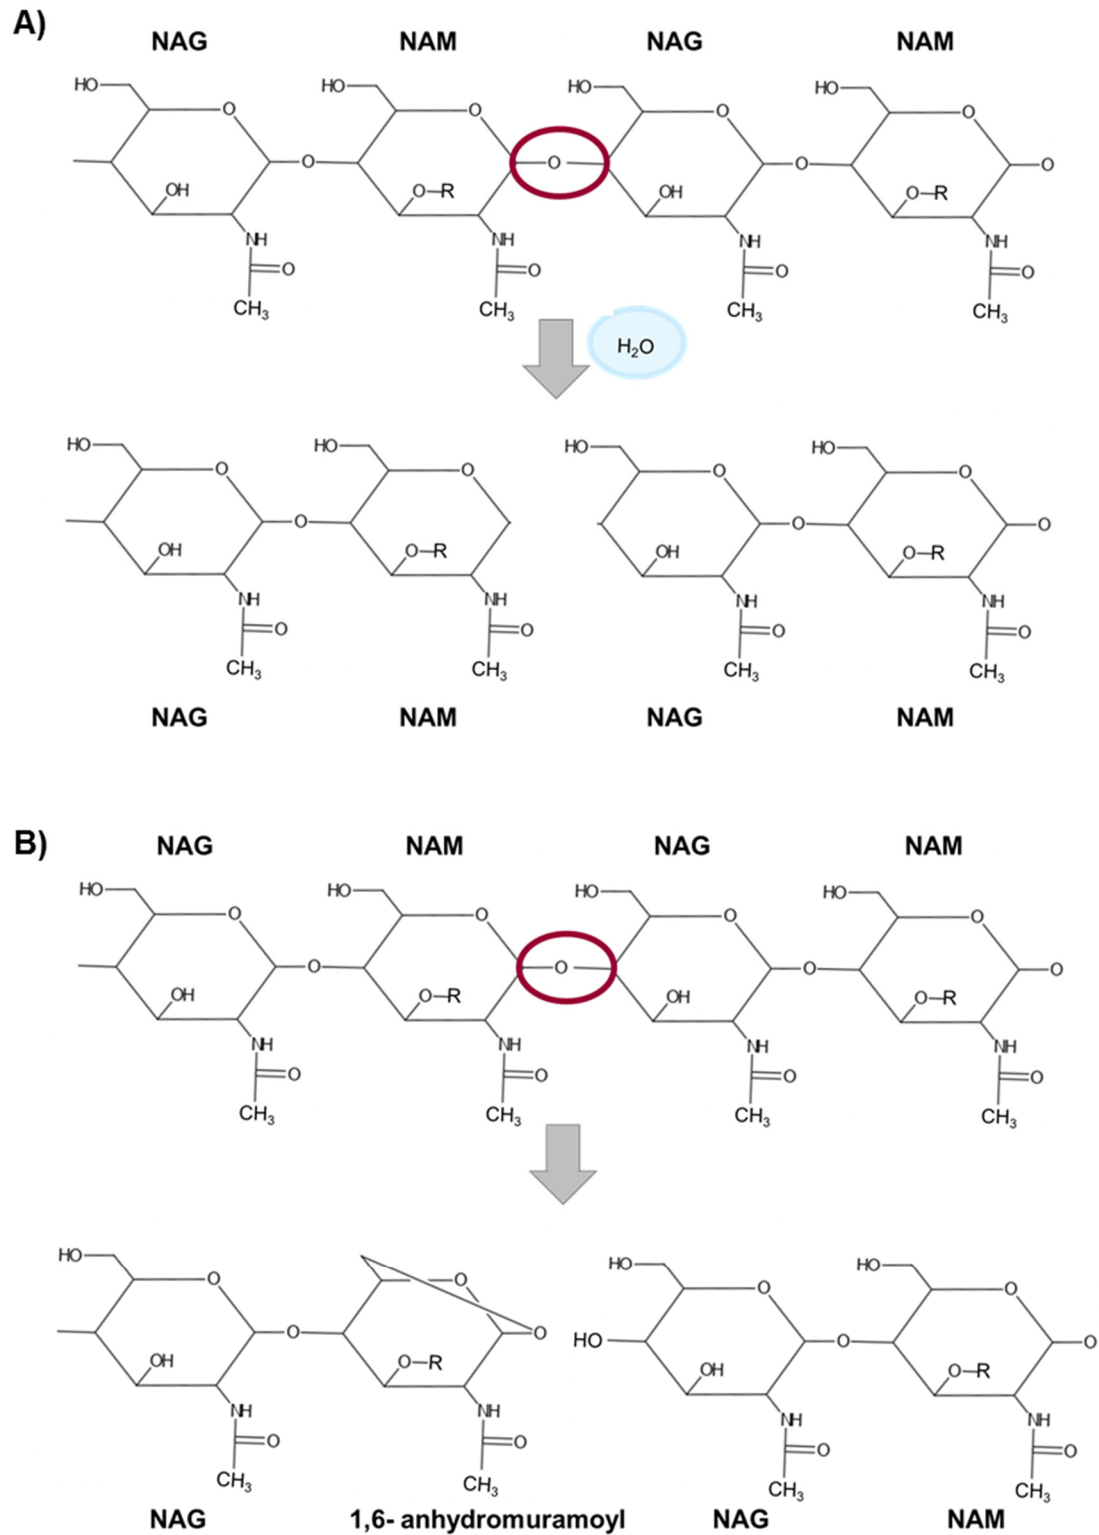 A)
NAG NAM NAG NAM
HO O HO O HO O HO O
O O O O
OH O–R OH O–R
NH NH NH NH
O O O O
CH₃ CH₃ CH₃ CH₃
H₂O
HO O HO O HO O HO O
O O O
OH O–R OH O–R
NH NH NH NH
O O O O
CH₃ CH₃ CH₃ CH₃
NAG NAM NAG NAM
B)
NAG NAM NAG NAM
HO O HO O HO O HO O
O O O O
OH O–R OH O–R
NH NH NH NH
O O O O
CH₃ CH₃ CH₃ CH₃
HO O O HO O HO O
O O HO O O
OH O–R OH O–R
NH NH NH NH
O O O O
CH₃ CH₃ CH₃ CH₃
NAG 1,6- anhydromuramoyl NAG NAM